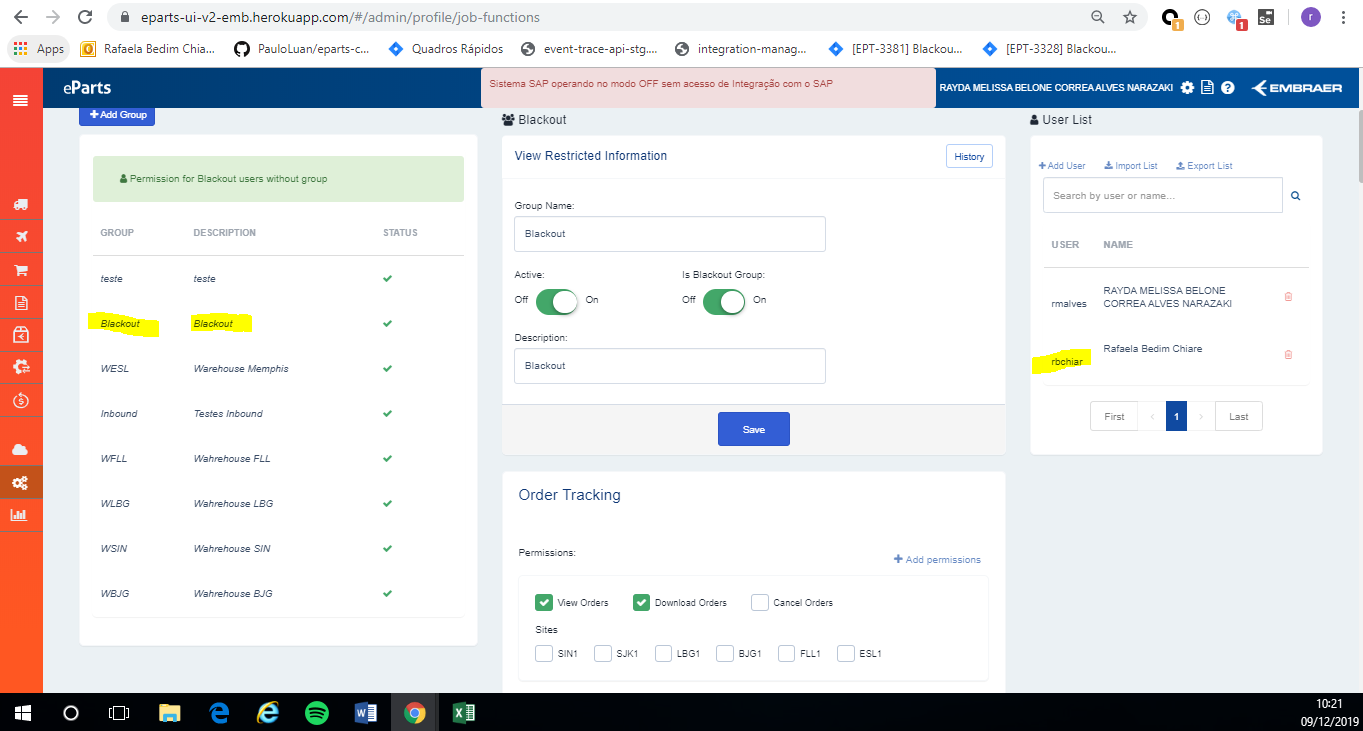 eparts-ui-v2-emb.herokuapp.com/#/admin/profile/job-functions
1
1
Se
r
Apps
Rafaela Bedim Chia...
PauloLuan/eparts-c...
Quadros Rápidos
event-trace-api-stg....
integration-manag...
[EPT-3381] Blackou...
[EPT-3328] Blackou...
eParts
Sistema SAP operando no modo OFF sem acesso de Integração com o SAP
RAYDA MELISSA BELONE CORREA ALVES NARAZAKI
EMBRAER
Add Group
Permission for Blackout users without group
GROUP DESCRIPTION STATUS
teste teste
Blackout Blackout
WESL Warehouse Memphis
Inbound Testes Inbound
WFLL Wahrehouse FLL
WLBG Wahrehouse LBG
WSIN Wahrehouse SIN
WBJG Warehouse BJG
Blackout
View Restricted Information
History
Group Name:
Blackout
Active: Is Blackout Group:
Off On Off On
Description:
Blackout
Save
Order Tracking
Permissions:
Add permissions
View Orders Download Orders Cancel Orders
Sites
SIN1 SJK1 LBG1 BJG1 FLL1 ESL1
User List
Add User Import List Export List
Search by user or name...
USER NAME
rmalves RAYDA MELISSA BELONE
CORREA ALVES NARAZAKI
rbchiar Rafaela Bedim Chiare
First ‹ 1 › Last
10:21
09/12/2019